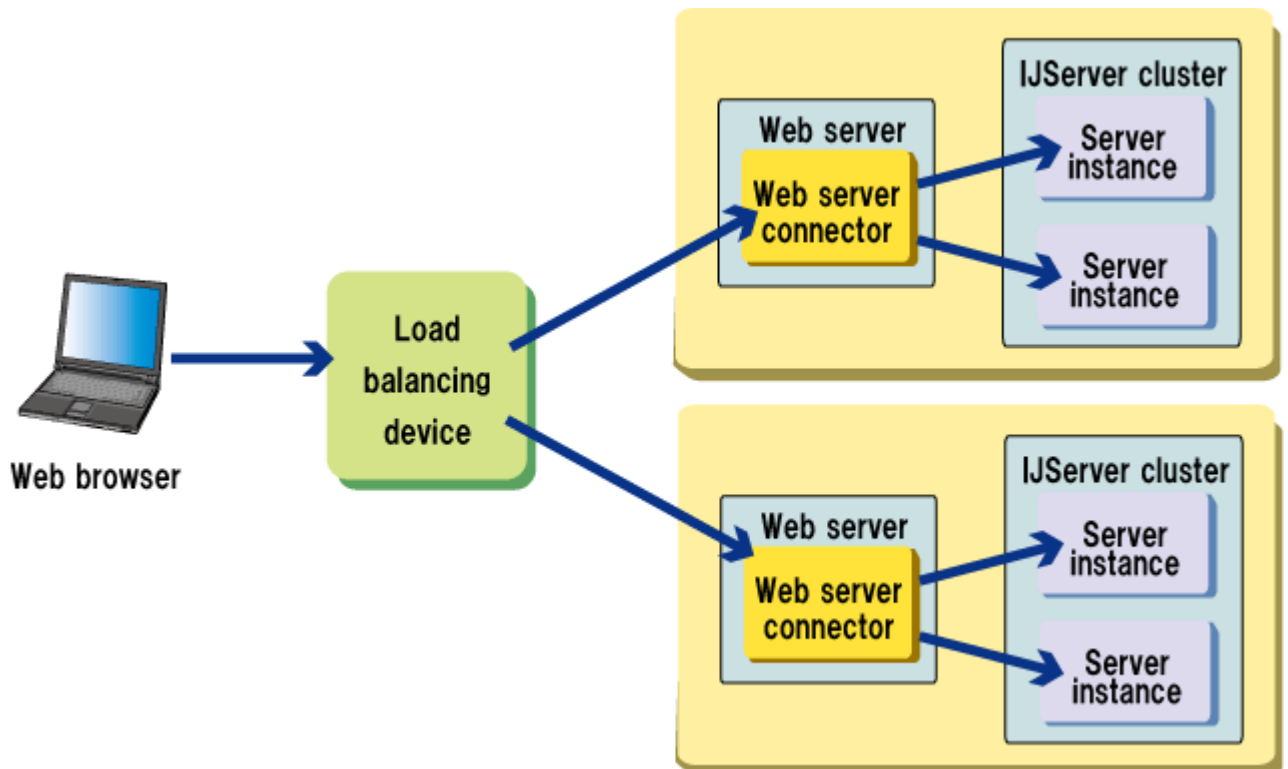 Web browser
Load
balancing
device
Web server
Web server
connector
IJServer cluster
Server
instance
Server
instance
Web server
Web server
connector
IJServer cluster
Server
instance
Server
instance